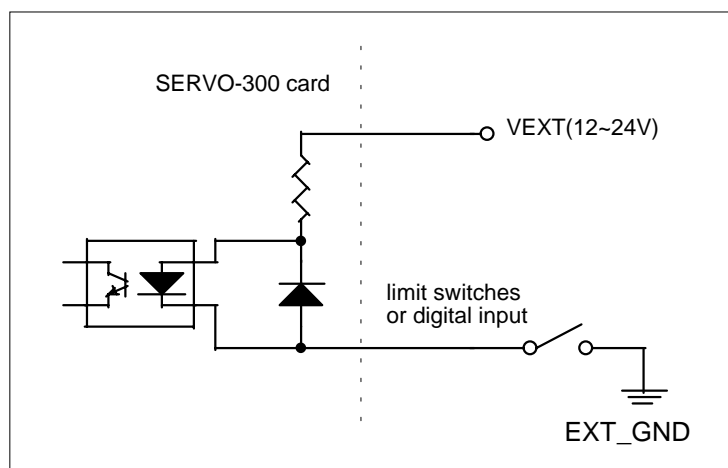 SERVO-300 card
VEXT(12~24V)
limit switches
or digital input
EXT_GND